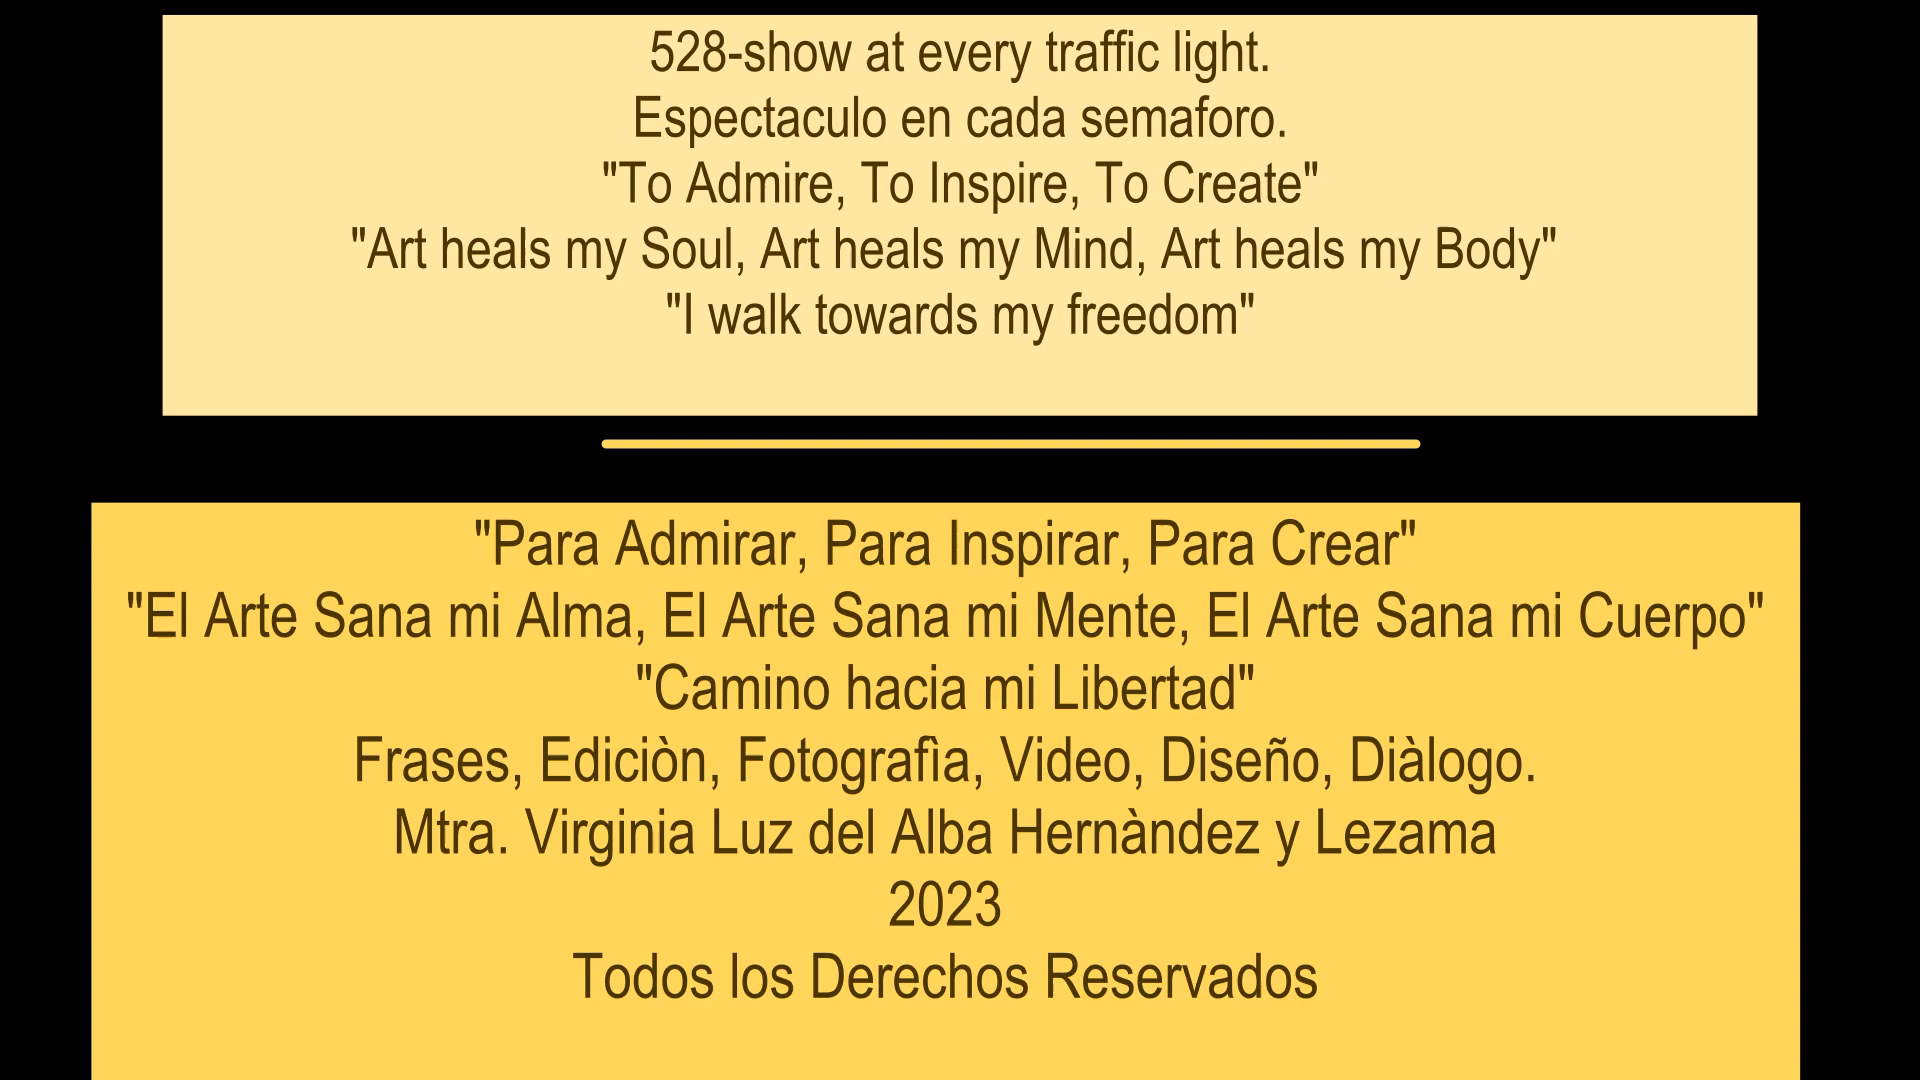 528-show at every traffic light.
Espectaculo en cada semaforo.
"To Admire, To Inspire, To Create"
"Art heals my Soul, Art heals my Mind, Art heals my Body"
"I walk towards my freedom"
"Para Admirar, Para Inspirar, Para Crear"
"El Arte Sana mi Alma, El Arte Sana mi Mente, El Arte Sana mi Cuerpo"
"Camino hacia mi Libertad"
Frases, Ediciòn, Fotografìa, Video, Diseño, Diàlogo.
Mtra. Virginia Luz del Alba Hernàndez y Lezama
2023
Todos los Derechos Reservados